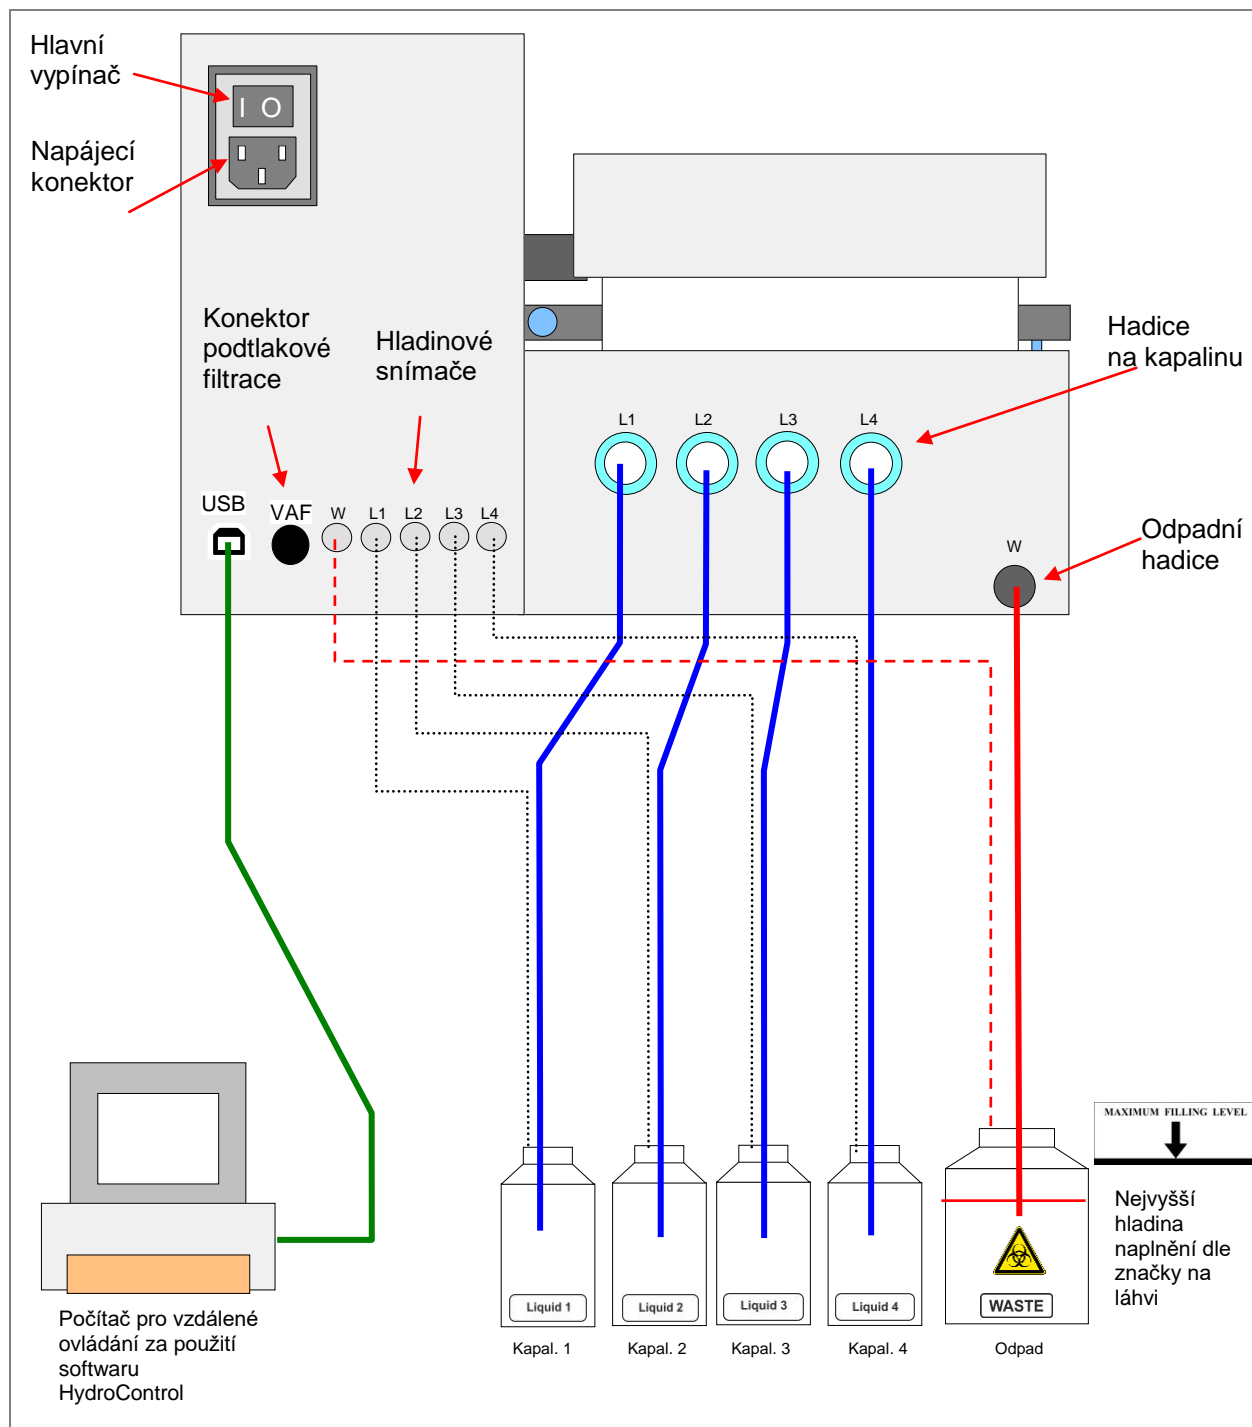 Hlavní
vypínač
I O
Napájecí
konektor
Konektor
podtlakové
filtrace
Hladinové
snímače
Hadice
na kapalinu
L1
L2
L3
L4
USB
VAF
W
L1
L2
L3
L4
W
Odpadní
hadice
MAXIMUM FILLING LEVEL
Nejvyšší
hladina
naplnění dle
značky na
láhvi
Liquid 1
Liquid 2
Liquid 3
Liquid 4
WASTE
Kapal. 1
Kapal. 2
Kapal. 3
Kapal. 4
Odpad
Počítač pro vzdálené
ovládání za použití
softwaru
HydroControl